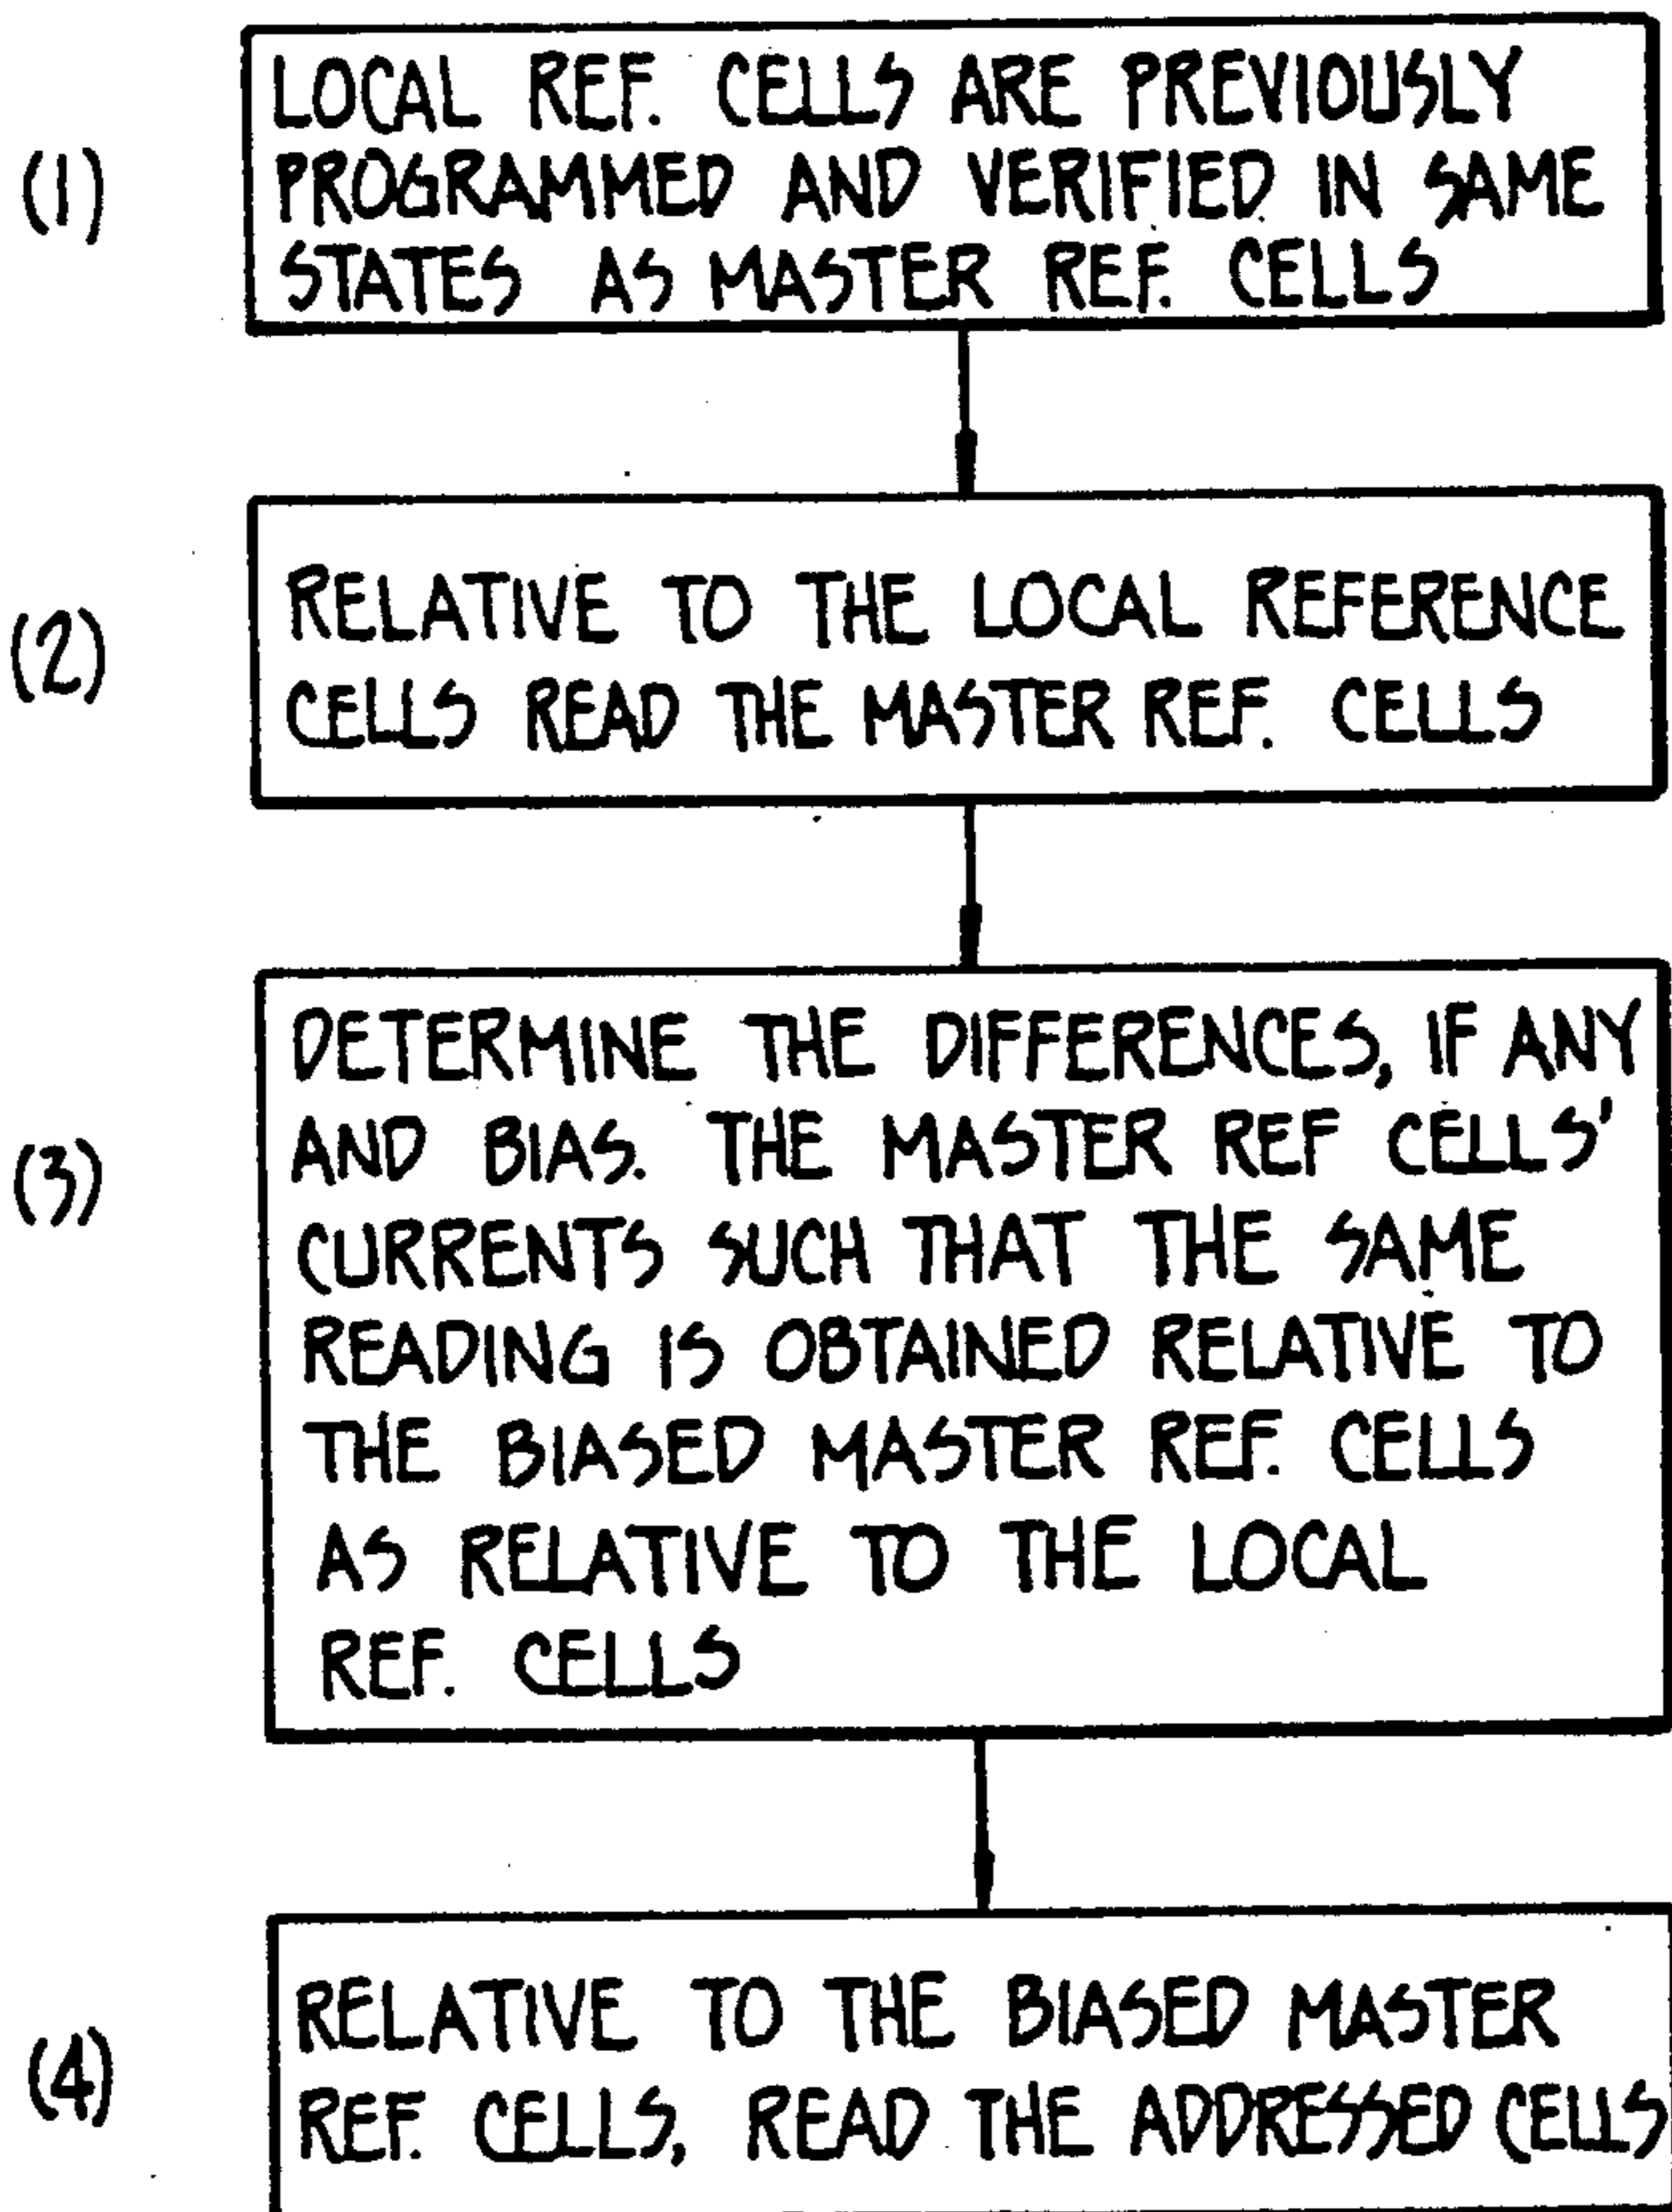 (1)
LOCAL REF. CELLS ARE PREVIOUSLY
PROGRAMMED AND VERIFIED IN SAME
STATES AS MASTER REF. CELLS
(2)
RELATIVE TO THE LOCAL REFERENCE
CELLS READ THE MASTER REF. CELLS
(3)
DETERMINE THE DIFFERENCES, IF ANY
AND BIAS. THE MASTER REF CELLS'
CURRENTS SUCH THAT THE SAME
READING IS OBTAINED RELATIVE TO
THE BIASED MASTER REF. CELLS
AS RELATIVE TO THE LOCAL
REF. CELLS
(4)
RELATIVE TO THE BIASED MASTER
REF. CELLS, READ THE ADDRESSED CELLS